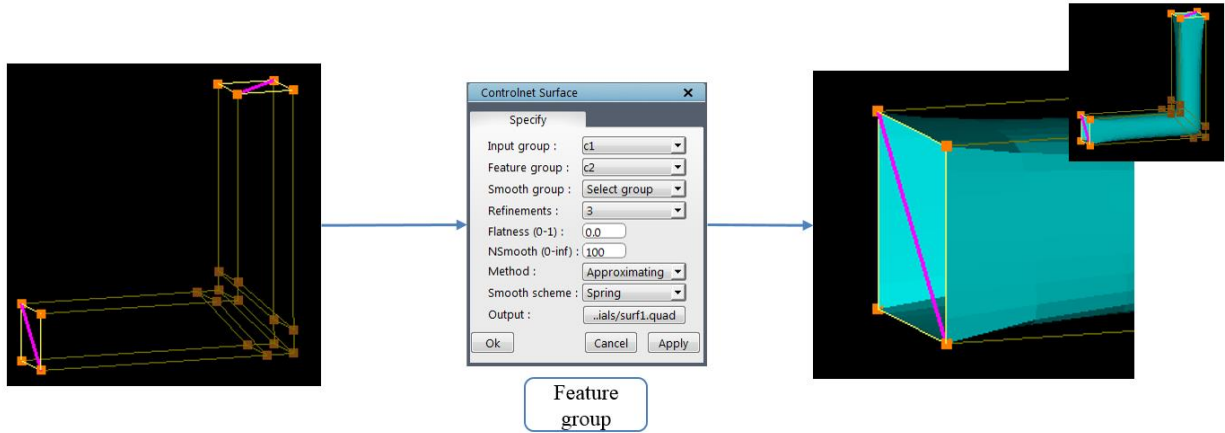 Controlnet Surface
Specify
Input group : c1
Feature group : c2
Smooth group : Select group
Refinements : 3
Flatness (0-1) : 0.0
NSmooth (0-inf) : 100
Method : Approximating
Smooth scheme : Spring
Output : ..ials/surf1.quad
Ok Cancel Apply
Feature
group